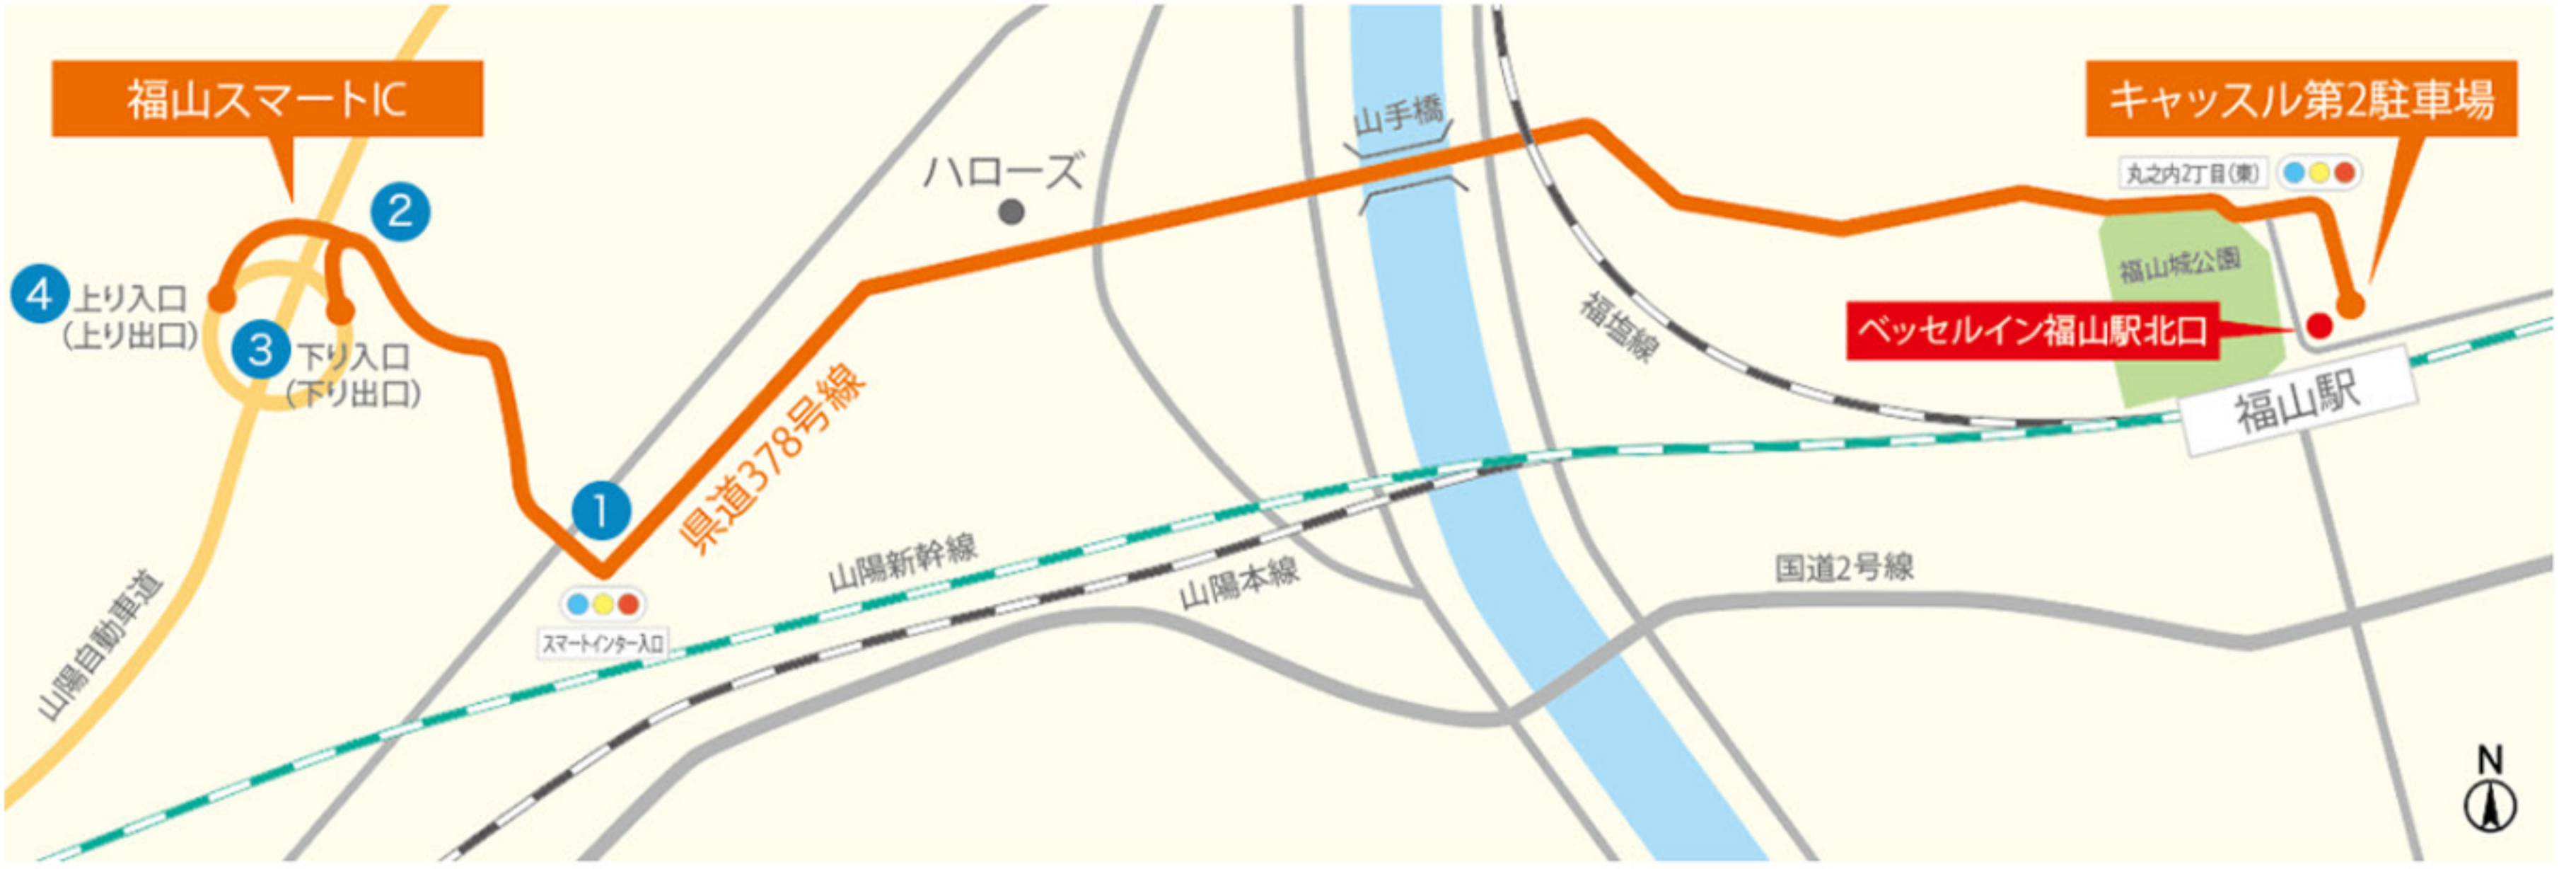 福山スマートIC
キャッスル第2駐車場
山手橋
ハローズ
丸之内2丁目(東)
2
4
上り入口
(上り出口)
3
下り入口
(下り出口)
福山城公園
ベッセルイン福山駅北口
福塩線
福山駅
県道378号線
1
スマートインター入口
山陽新幹線
山陽本線
国道2号線
山陽自動車道
N